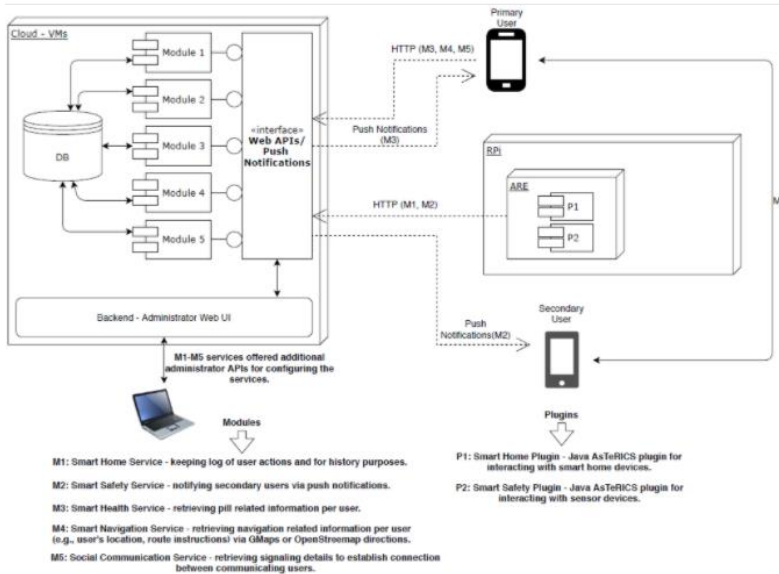 Primary
User
Cloud - VMs
HTTP (M3, M4, M5)
Module 1
Module 2
«interface»
Web APIs/
Push
Notifications
Push Notifications
(M3)
Module 3
DB
RPi
ARE
P1
P2
Module 4
HTTP (M1, M2)
Module 5
Secondary
User
Backend - Administrator Web UI
Push
Notifications(M2)
M1-M5 services offered additional
administrator APIs for configuring the
services.
Modules
Plugins
M1: Smart Home Service - keeping log of user actions and for history purposes.
M2: Smart Safety Service - notifying secondary users via push notifications.
M3: Smart Health Service - retrieving pill related information per user.
M4: Smart Navigation Service - retrieving navigation related information per user
(e.g., user's location, route instructions) via GMaps or OpenStreemap directions.
M5: Social Communication Service - retrieving signaling details to establish connection
between communicating users.
P1: Smart Home Plugin - Java AsTeRICS plugin for
interacting with smart home devices.
P2: Smart Safety Plugin - Java AsTeRICS plugin for
interacting with sensor devices.